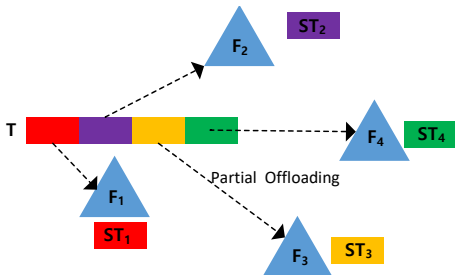 ST2
F2
T
F4
ST4
Partial Offloading
F1
ST1
F3
ST3